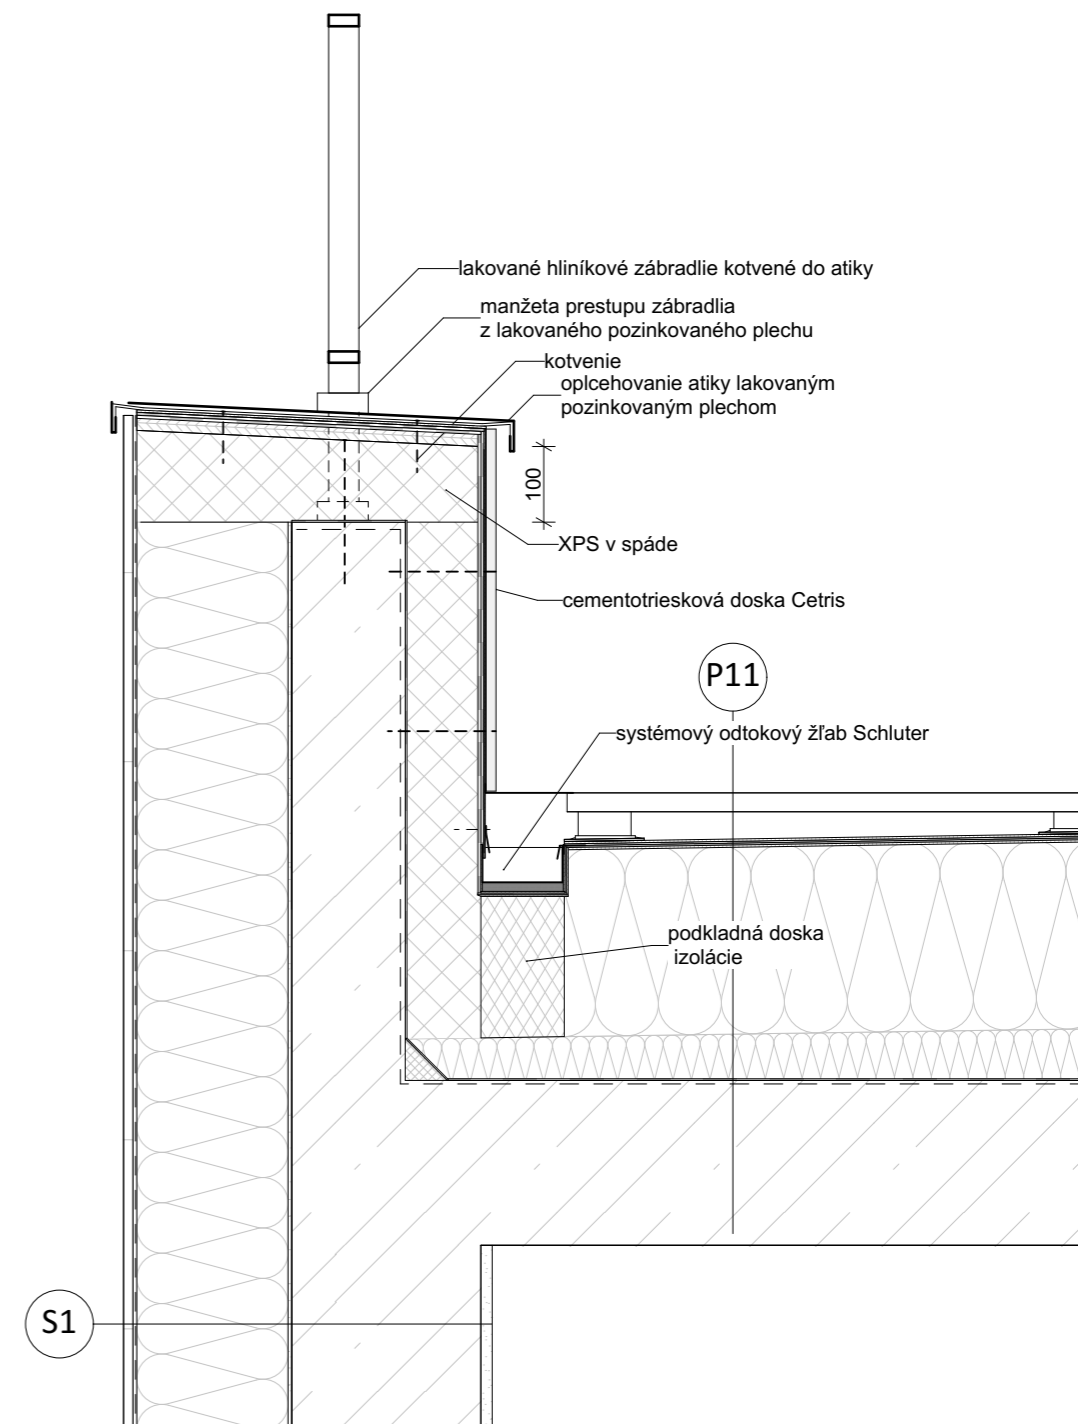 lakované hliníkové zábradlie kotvené do atiky
manžeta prestupu zábradlia
z lakovaného pozinkovaného plechu
kotvenie
oplcehovanie atiky lakovaným
pozinkovaným plechom
100
XPS v spáde
cementotriesková doska Cetris
P11
systémový odtokový žľab Schluter
podkladná doska
izolácie
S1